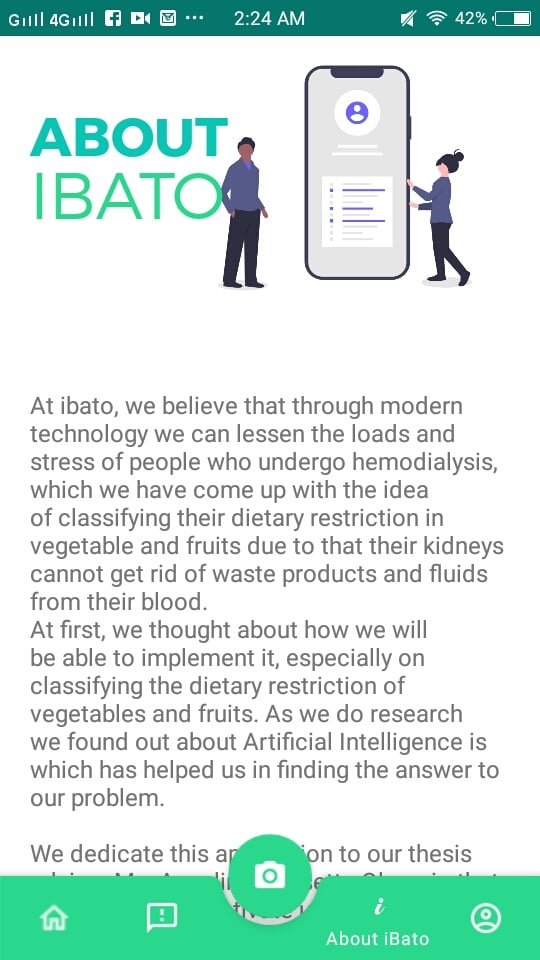 4G 2:24 AM 42%
ABOUT
IBATO
At ibato, we believe that through modern
technology we can lessen the loads and
stress of people who undergo hemodialysis,
which we have come up with the idea
of classifying their dietary restriction in
vegetable and fruits due to that their kidneys
cannot get rid of waste products and fluids
from their blood.
At first, we thought about how we will
be able to implement it, especially on
classifying the dietary restriction of
vegetables and fruits. As we do research
we found out about Artificial Intelligence is
which has helped us in finding the answer to
our problem.
We dedicate this to our thesis
About iBato